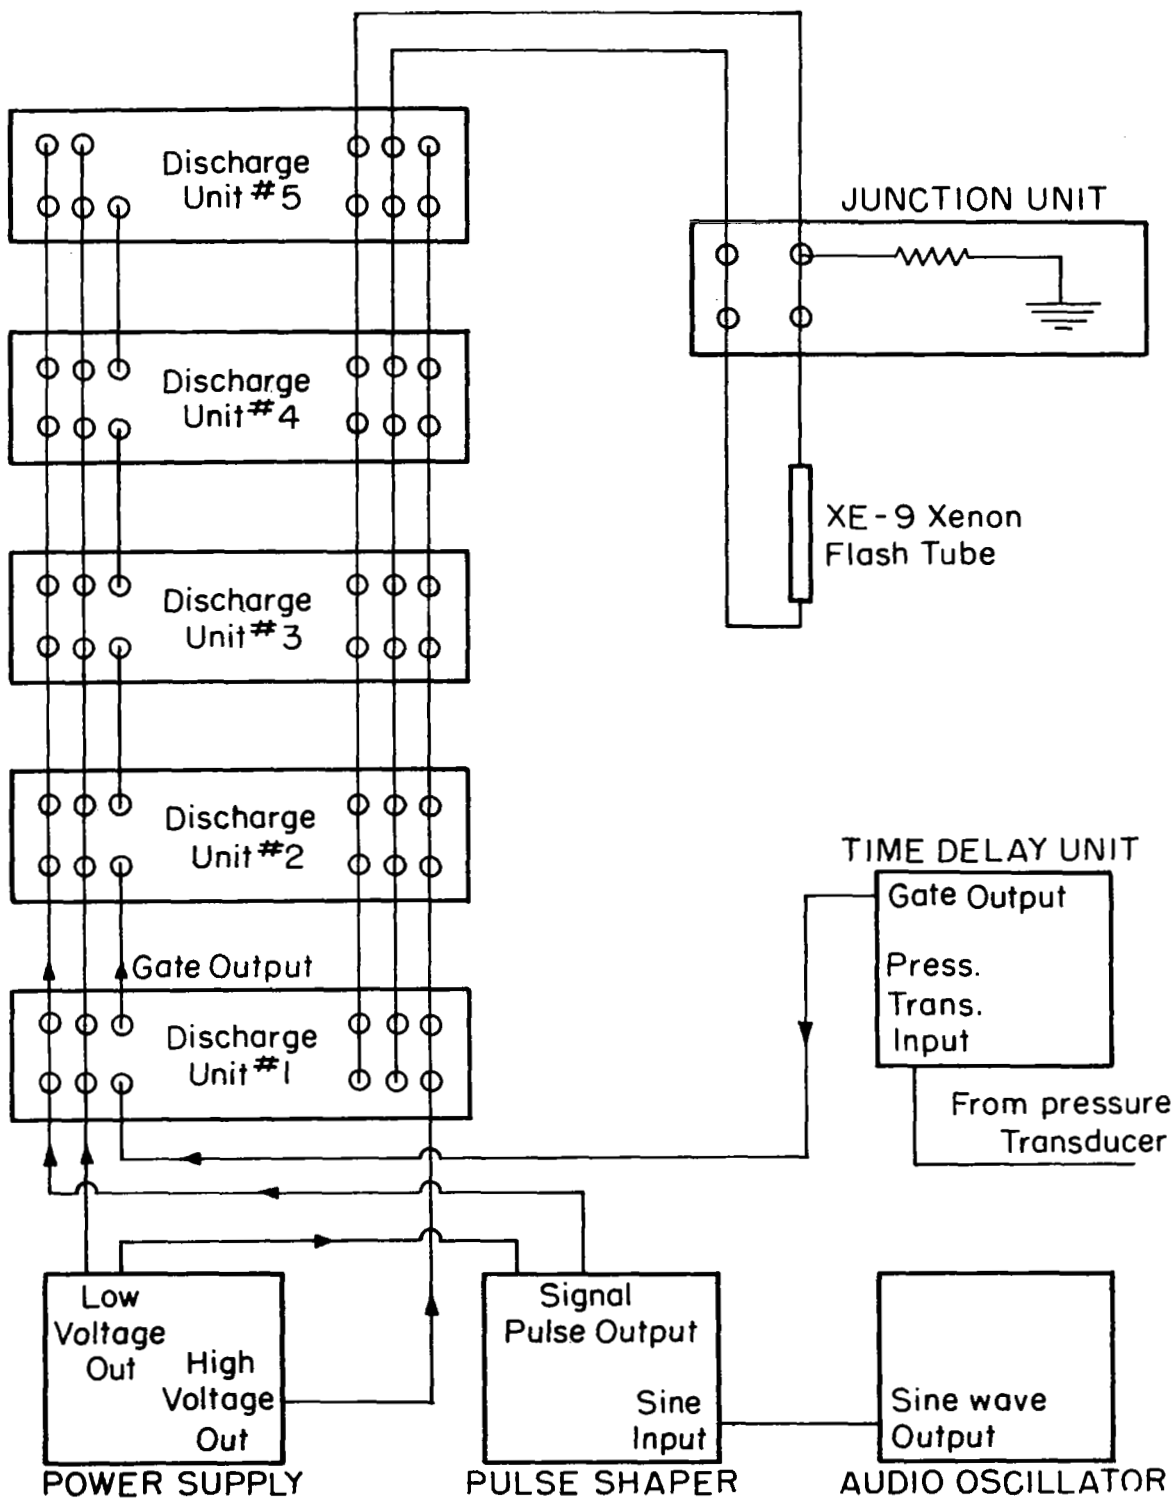 Discharge
Unit #5
JUNCTION UNIT
Discharge
Unit #4
XE-9 Xenon
Flash Tube
Discharge
Unit #3
Discharge
Unit #2
TIME DELAY UNIT
Gate Output
Press.
Trans.
Input
Gate Output
Discharge
Unit #1
From pressure
Transducer
Low
Voltage
Out
High
Voltage
Out
POWER SUPPLY
Signal
Pulse Output
Sine
Input
PULSE SHAPER
Sine wave
Output
AUDIO OSCILLATOR